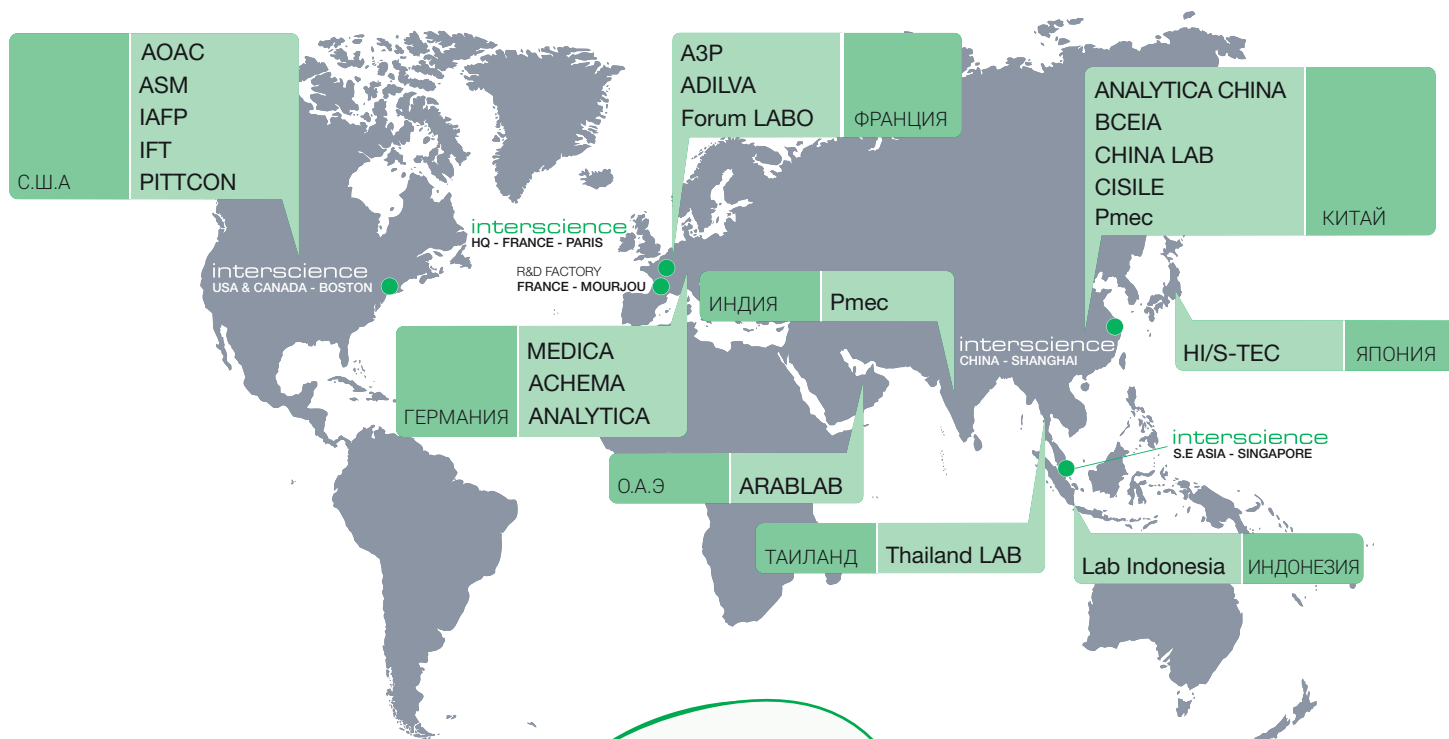 С.Ш.А
AOAC
ASM
IAFP
IFT
PITTCON
A3P
ADILVA
Forum LABO
ФРАНЦИЯ
ANALYTICA CHINA
BCEIA
CHINA LAB
CISILE
Pmec
КИТАЙ
interscience
HQ - FRANCE - PARIS
interscience
USA & CANADA - BOSTON
R&D FACTORY
FRANCE - MOURJOU
ИНДИЯ
Pmec
interscience
CHINA - SHANGHAI
HI/S-TEC
ЯПОНИЯ
ГЕРМАНИЯ
MEDICA
ACHEMA
ANALYTICA
interscience
S.E ASIA - SINGAPORE
О.А.Э
ARABLAB
ТАИЛАНД
Thailand LAB
Lab Indonesia
ИНДОНЕЗИЯ